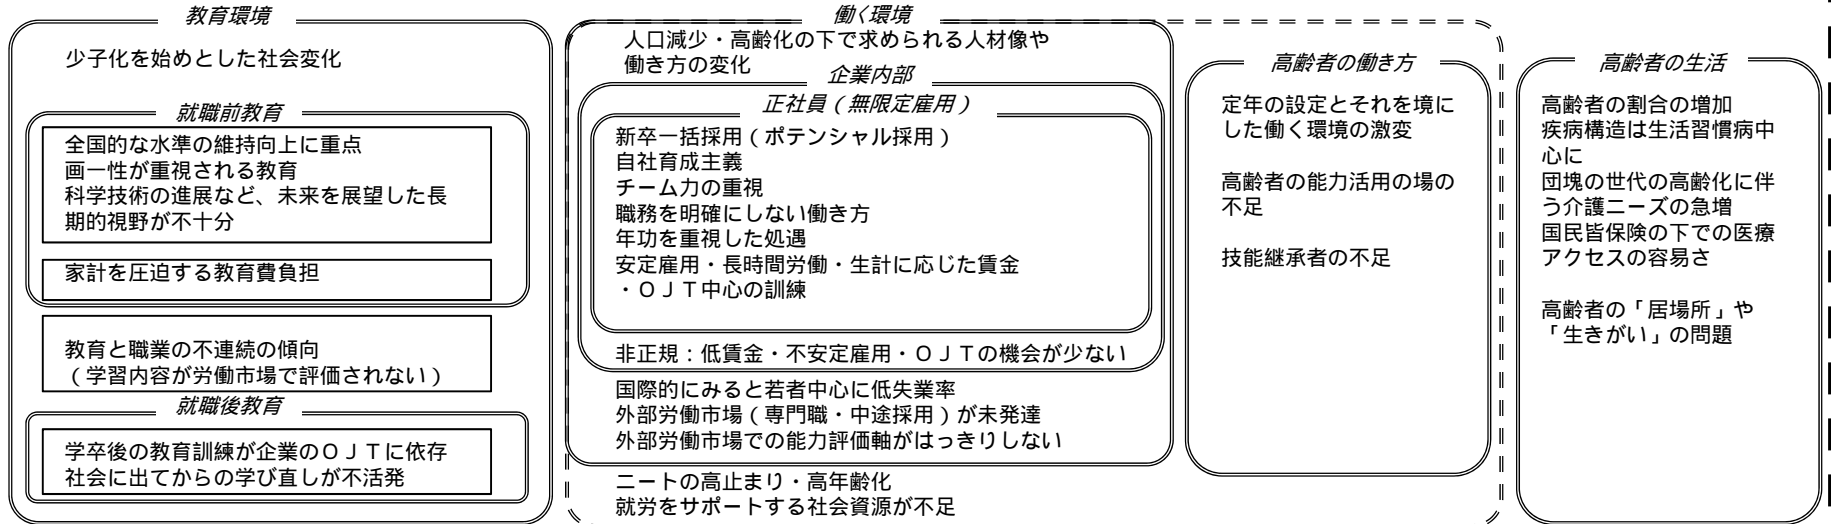 教育環境
少子化を始めとした社会変化
就職前教育
全国的な水準の維持向上に重点
画一性が重視される教育
科学技術の進展など、未来を展望した長
期的視野が不十分
家計を圧迫する教育費負担
教育と職業の不連続の傾向
(学習内容が労働市場で評価されない)
就職後教育
学卒後の教育訓練が企業のOJTに依存
社会に出てからの学び直しが不活発
働く環境
人口減少・高齢化の下で求められる人材像や
働き方の変化
企業内部
正社員(無限定雇用)
新卒一括採用(ポテンシャル採用)
自社育成主義
チーム力の重視
職務を明確にしない働き方
年功を重視した処遇
安定雇用・長時間労働・生計に応じた賃金
・OJT中心の訓練
非正規:低賃金・不安定雇用・OJTの機会が少ない
国際的にみると若者中心に低失業率
外部労働市場(専門職・中途採用)が未発達
外部労働市場での能力評価軸がはっきりしない
ニートの高止まり・高年齢化
就労をサポートする社会資源が不足
高齢者の働き方
定年の設定とそれを境に
した働く環境の激変
高齢者の能力活用の場の
不足
技能継承者の不足
高齢者の生活
高齢者の割合の増加
疾病構造は生活習慣病中
心に
団塊の世代の高齢化に伴
う介護ニーズの急増
国民皆保険の下での医療
アクセスの容易さ
高齢者の「居場所」や
「生きがい」の問題